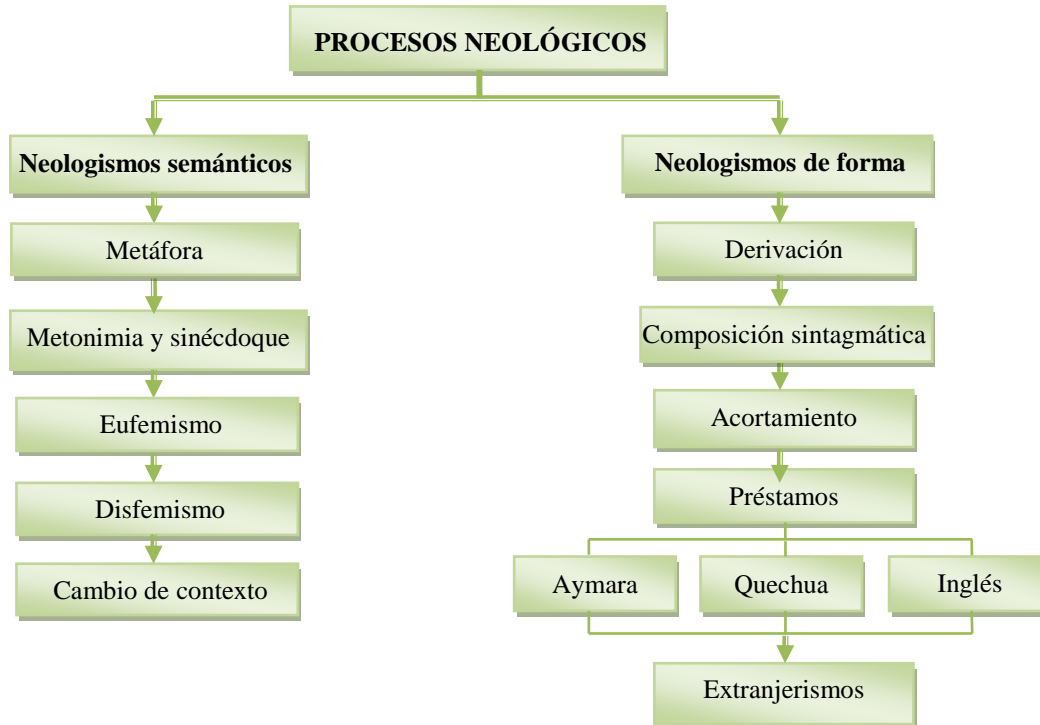 PROCESOS NEOLÓGICOS
Neologismos semánticos
Metáfora
Metonimia y sinécdoque
Eufemismo
Disfemismo
Cambio de contexto
Neologismos de forma
Derivación
Composición sintagmática
Acortamiento
Préstamos
Aymara
Quechua
Inglés
Extranjerismos